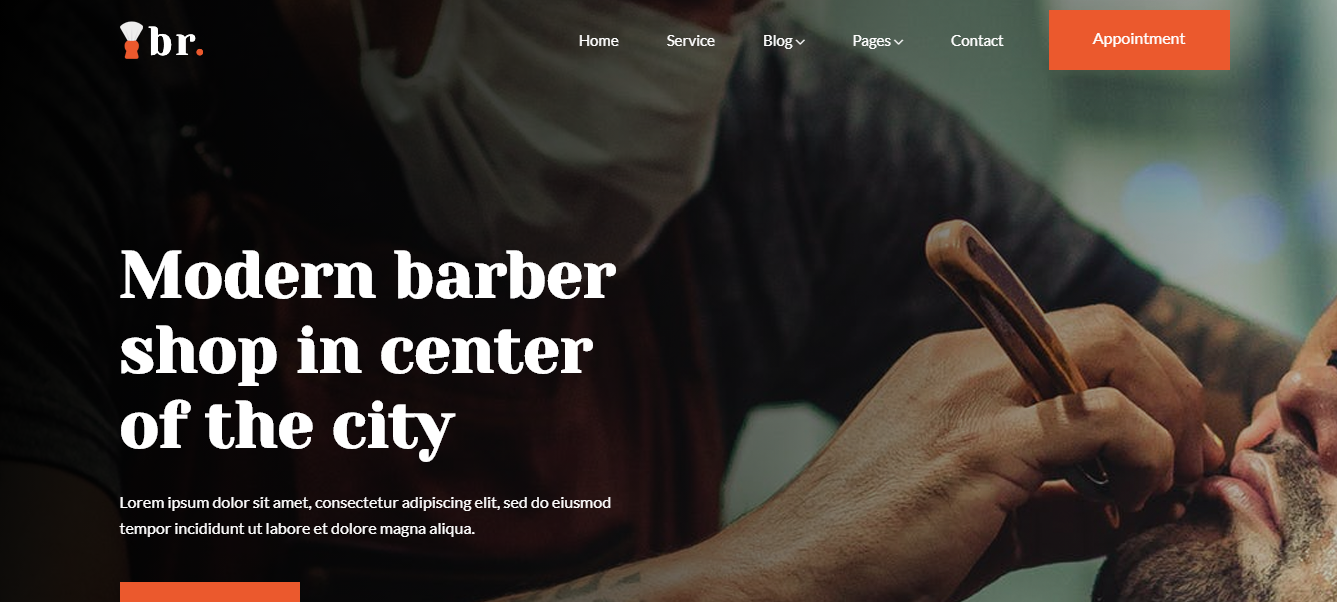 br.
Home
Service
Blog
Pages
Contact
Appointment
Modern barber
shop in center
of the city
Lorem ipsum dolor sit amet, consectetur adipiscing elit, sed do eiusmod
tempor incididunt ut labore et dolore magna aliqua.